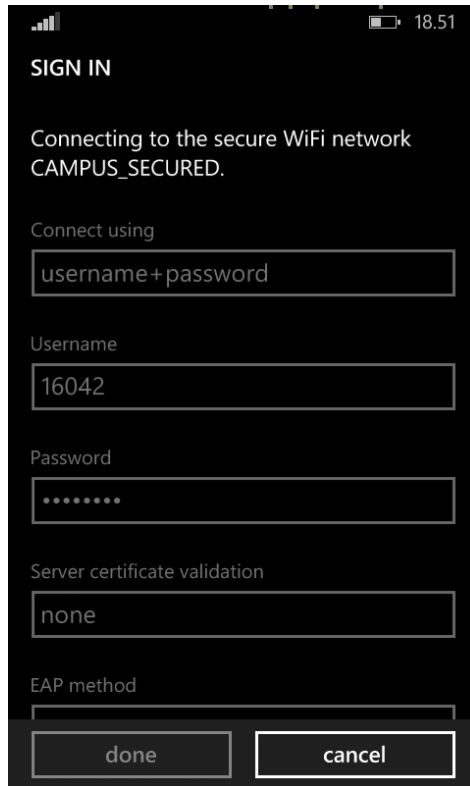 18.51
SIGN IN
Connecting to the secure WiFi network
CAMPUS_SECURED.
Connect using
username+password
Username
16042
Password
••••••••
Server certificate validation
none
EAP method
done
cancel